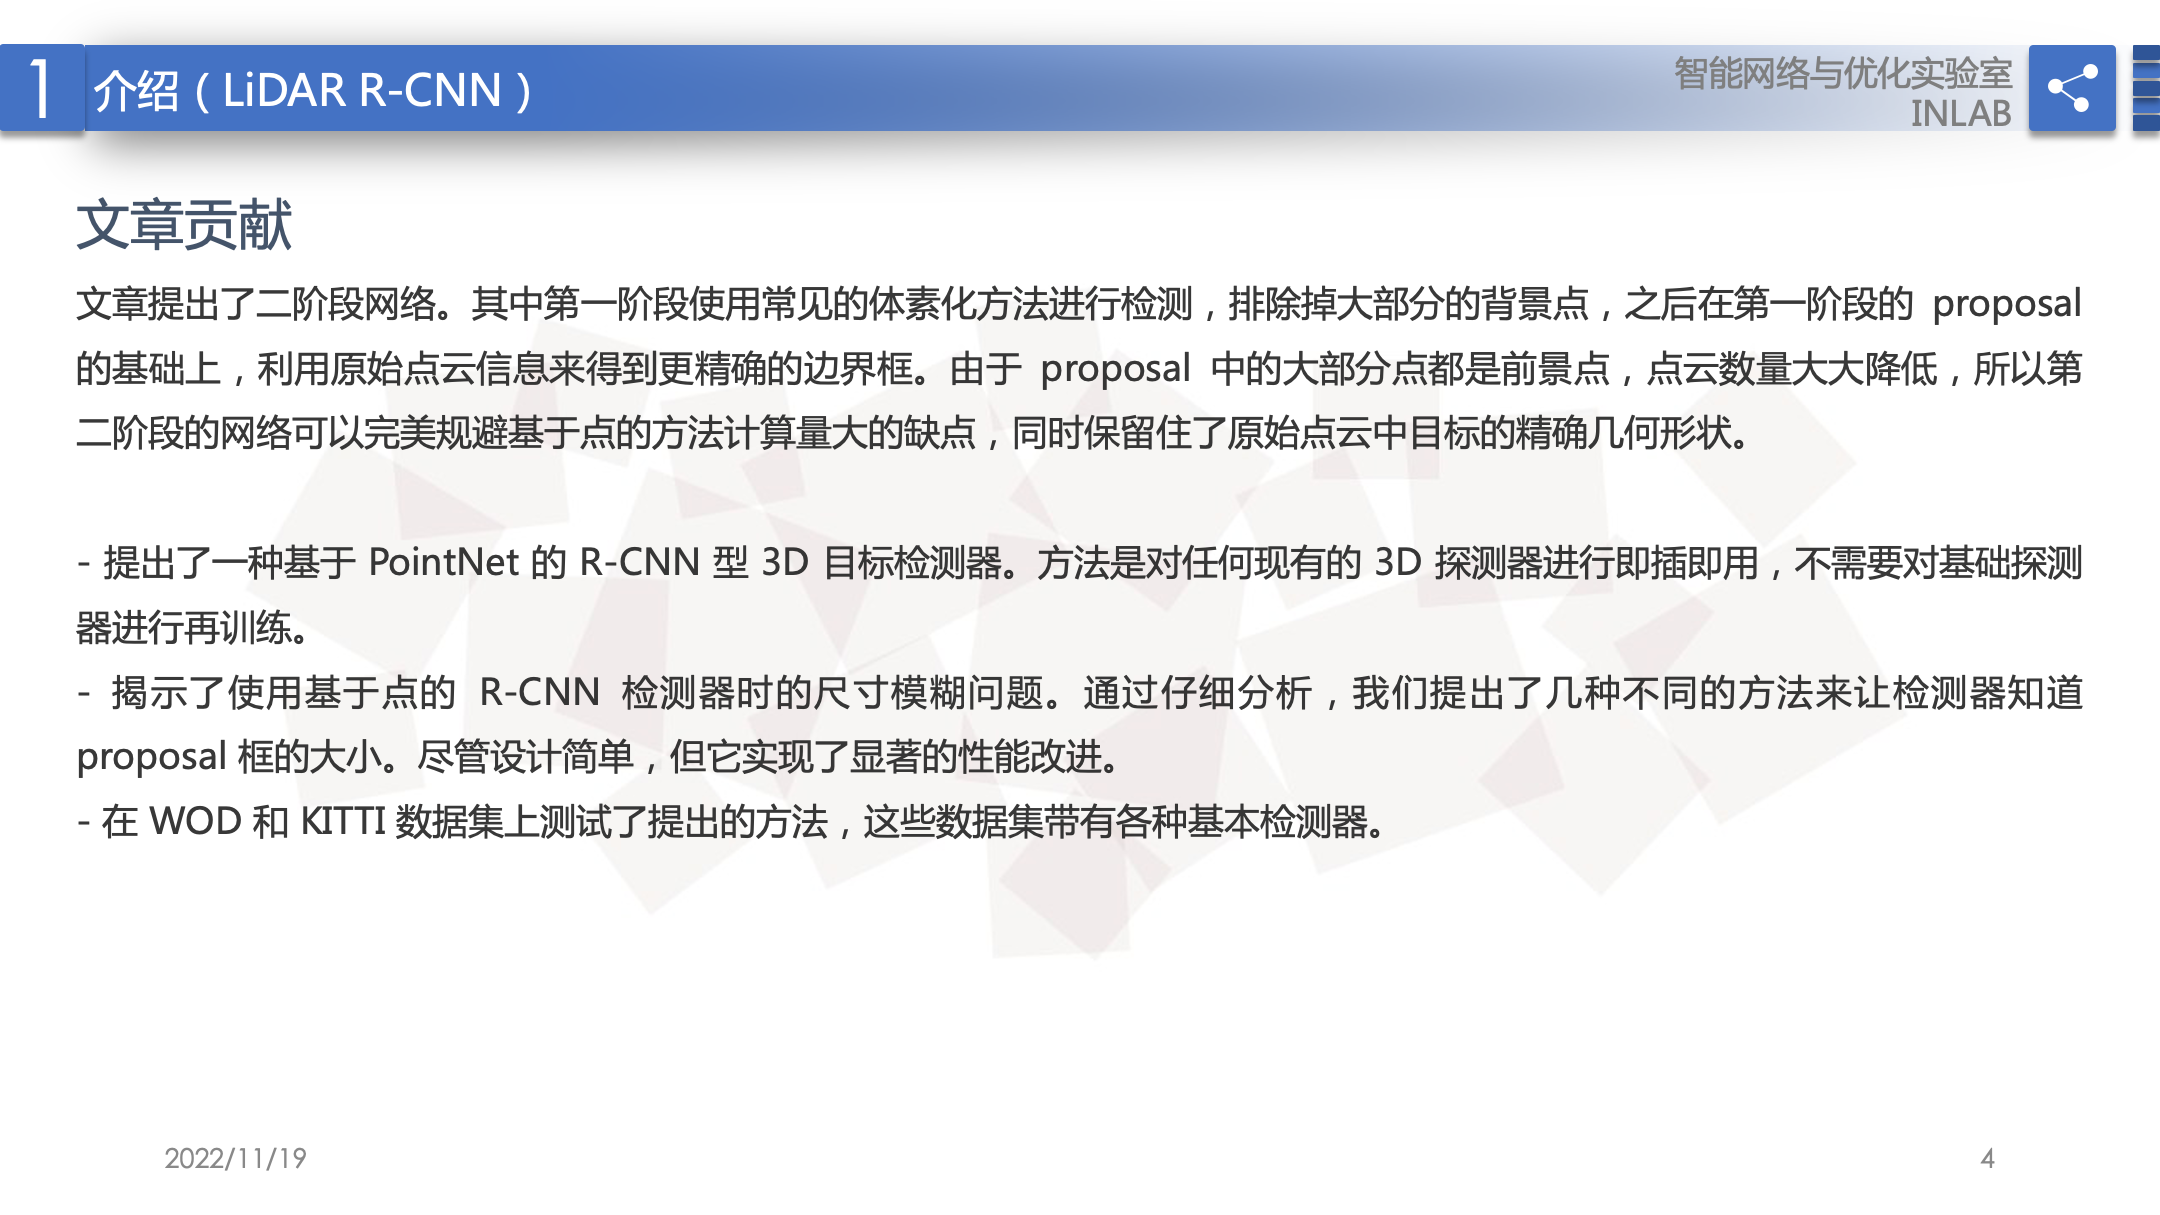 1
介绍（LiDAR R-CNN）
智能网络与优化实验室
INLAB
文章贡献
文章提出了二阶段网络。其中第一阶段使用常见的体素化方法进行检测，排除掉大部分的背景点，之后在第一阶段的 proposal
的基础上，利用原始点云信息来得到更精确的边界框。由于 proposal 中的大部分点都是前景点，点云数量大大降低，所以第
二阶段的网络可以完美规避基于点的方法计算量大的缺点，同时保留住了原始点云中目标的精确几何形状。
- 提出了一种基于 PointNet 的 R-CNN 型 3D 目标检测器。方法是对任何现有的 3D 探测器进行即插即用，不需要对基础探测
器进行再训练。
- 揭示了使用基于点的 R-CNN 检测器时的尺寸模糊问题。通过仔细分析，我们提出了几种不同的方法来让检测器知道
proposal 框的大小。尽管设计简单，但它实现了显著的性能改进。
- 在 WOD 和 KITTI 数据集上测试了提出的方法，这些数据集带有各种基本检测器。
2022/11/19
4